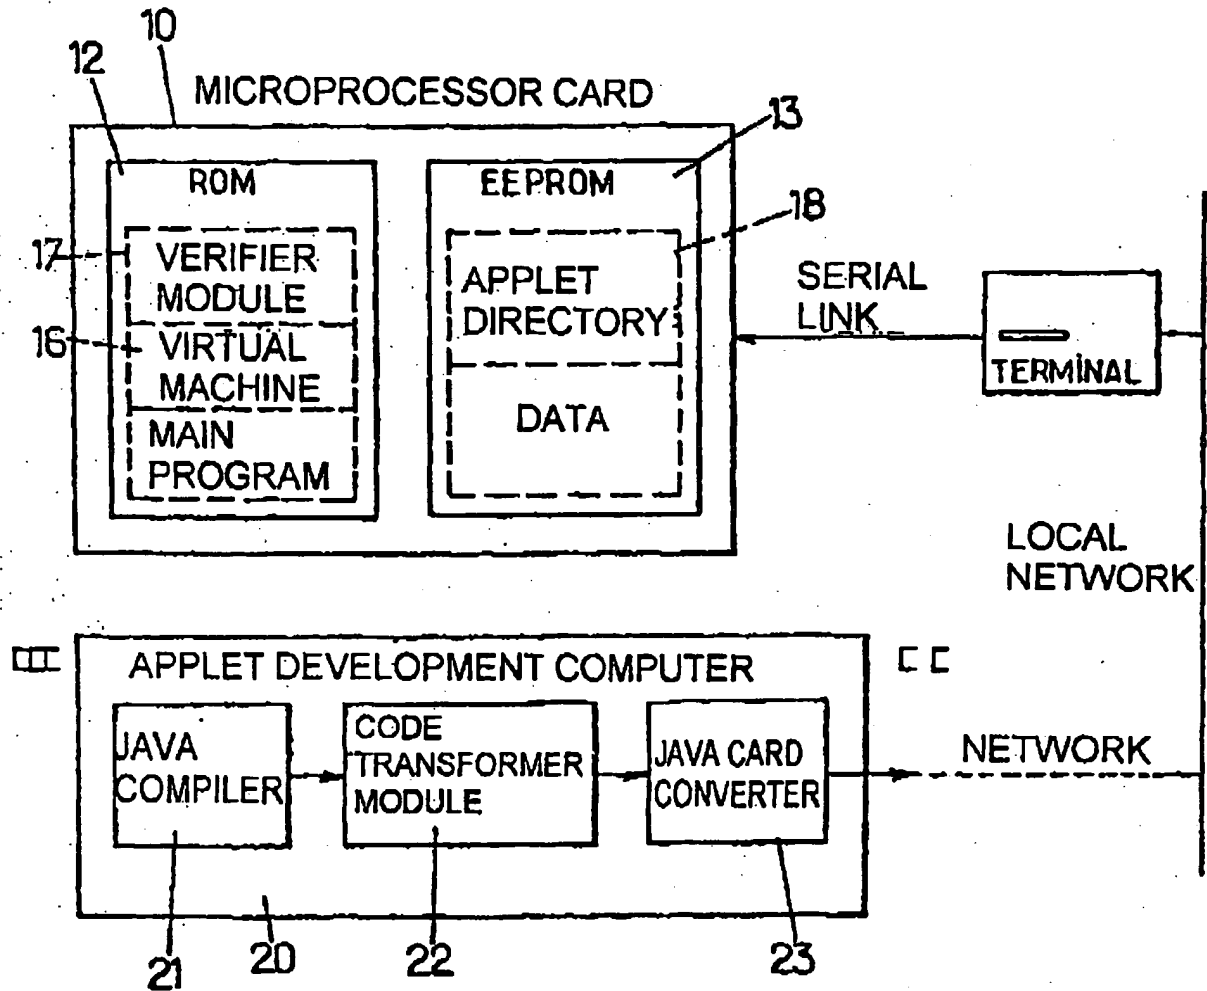 10
12
MICROPROCESSOR CARD
13
ROM
EEPROM
18
17
VERIFIER
MODULE
APPLET
DIRECTORY
SERIAL
LINK
16
VIRTUAL
MACHINE
TERMINAL
MAIN
PROGRAM
DATA
LOCAL
NETWORK
APPLET DEVELOPMENT COMPUTER
JAVA
COMPILER
CODE
TRANSFORMER
MODULE
JAVA CARD
CONVERTER
NETWORK
21
20
22
23